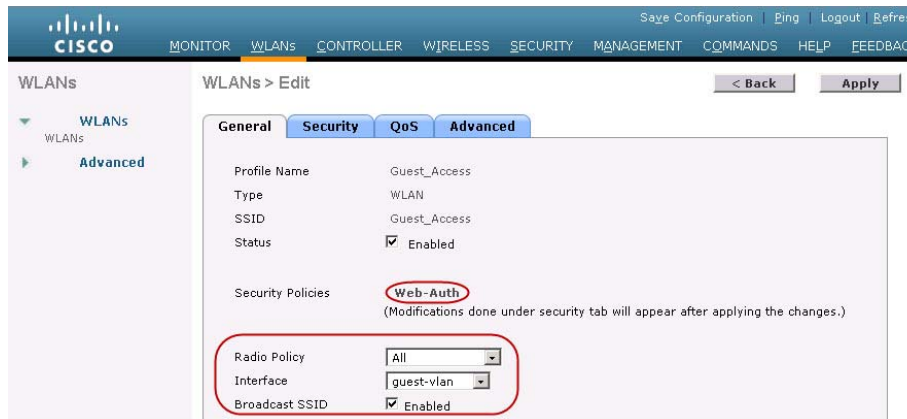 Save Configuration | Ping | Logout | Refre
CISCO
MONITOR WLANs CONTROLLER WIRELESS SECURITY MANAGEMENT COMMANDS HELP FEEDBAC
WLANs
WLANs > Edit
< Back
Apply
WLANs
WLANs
Advanced
General Security QoS Advanced
Profile Name Guest_Access
Type WLAN
SSID Guest_Access
Status Enabled
Security Policies Web-Auth
(Modifications done under security tab will appear after applying the changes.)
Radio Policy All
Interface guest-vlan
Broadcast SSID Enabled